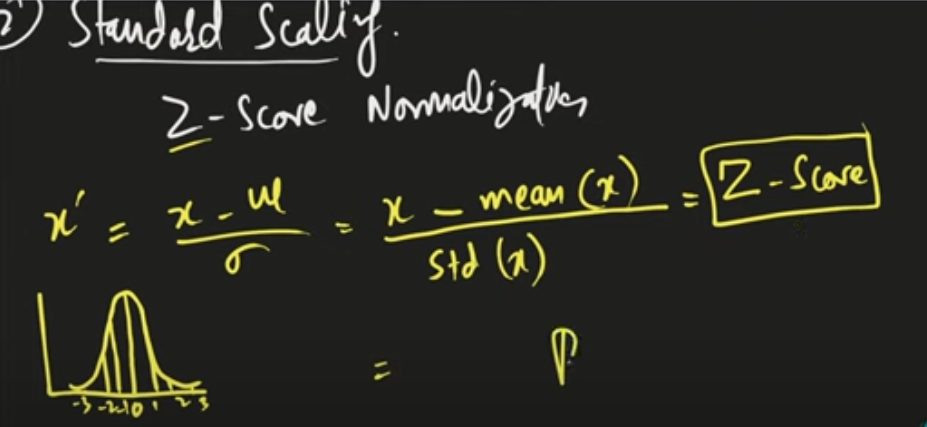 2) Standard Scaling.
Z-Score Normalization
x' = x - μ / σ = x - mean(x) / std(x) = Z-Score
-3 -2 -1 0 1 2 3
=